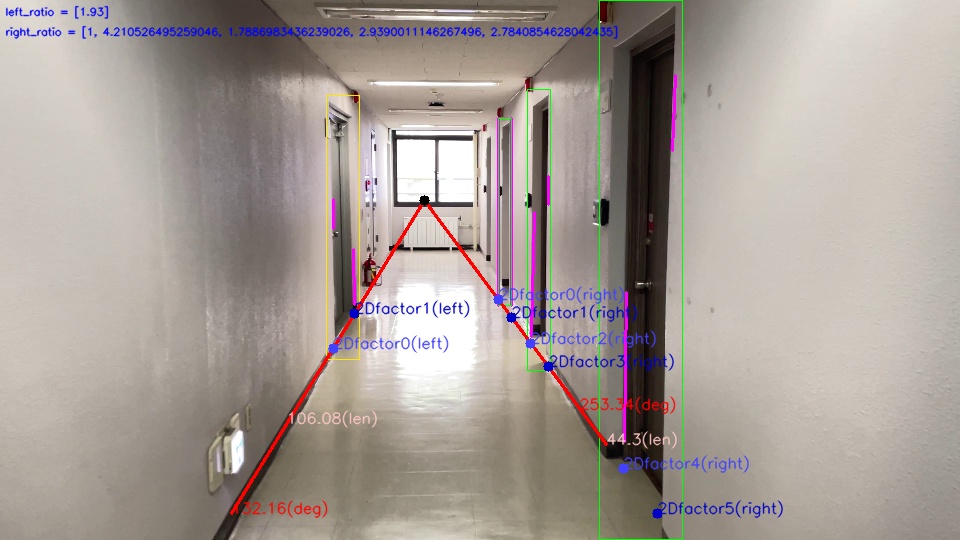 left_ratio = [1.93]
right_ratio = [1, 4.210526495259046, 1.7886983436239026, 2.9390011146267496, 2.7840854628042435]
2Dfactor0(right)
2Dfactor1(left)
2Dfactor1(right)
2Dfactor2(right)
2Dfactor0(left)
2Dfactor3(right)
253.34(deg)
106.08(len)
44.3(len)
2Dfactor4(right)
132.16(deg)
2Dfactor5(right)